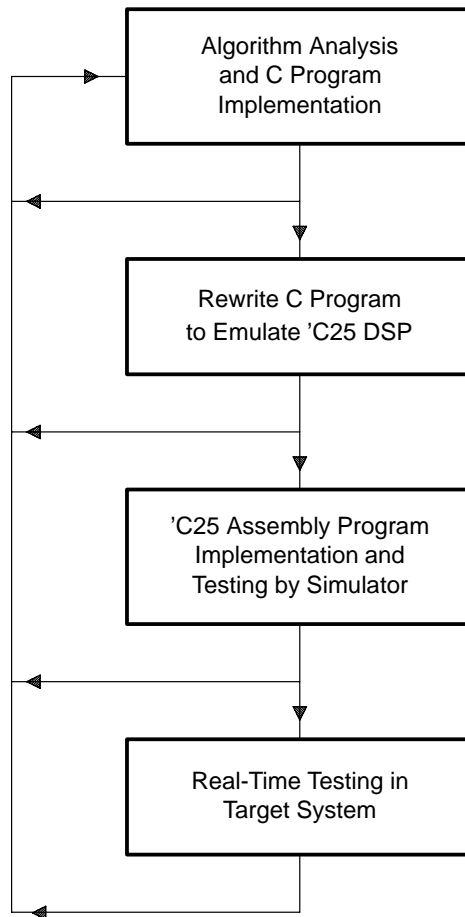 Algorithm Analysis
and C Program
Implementation
Rewrite C Program
to Emulate ’C25 DSP
’C25 Assembly Program
Implementation and
Testing by Simulator
Real-Time Testing in
Target System